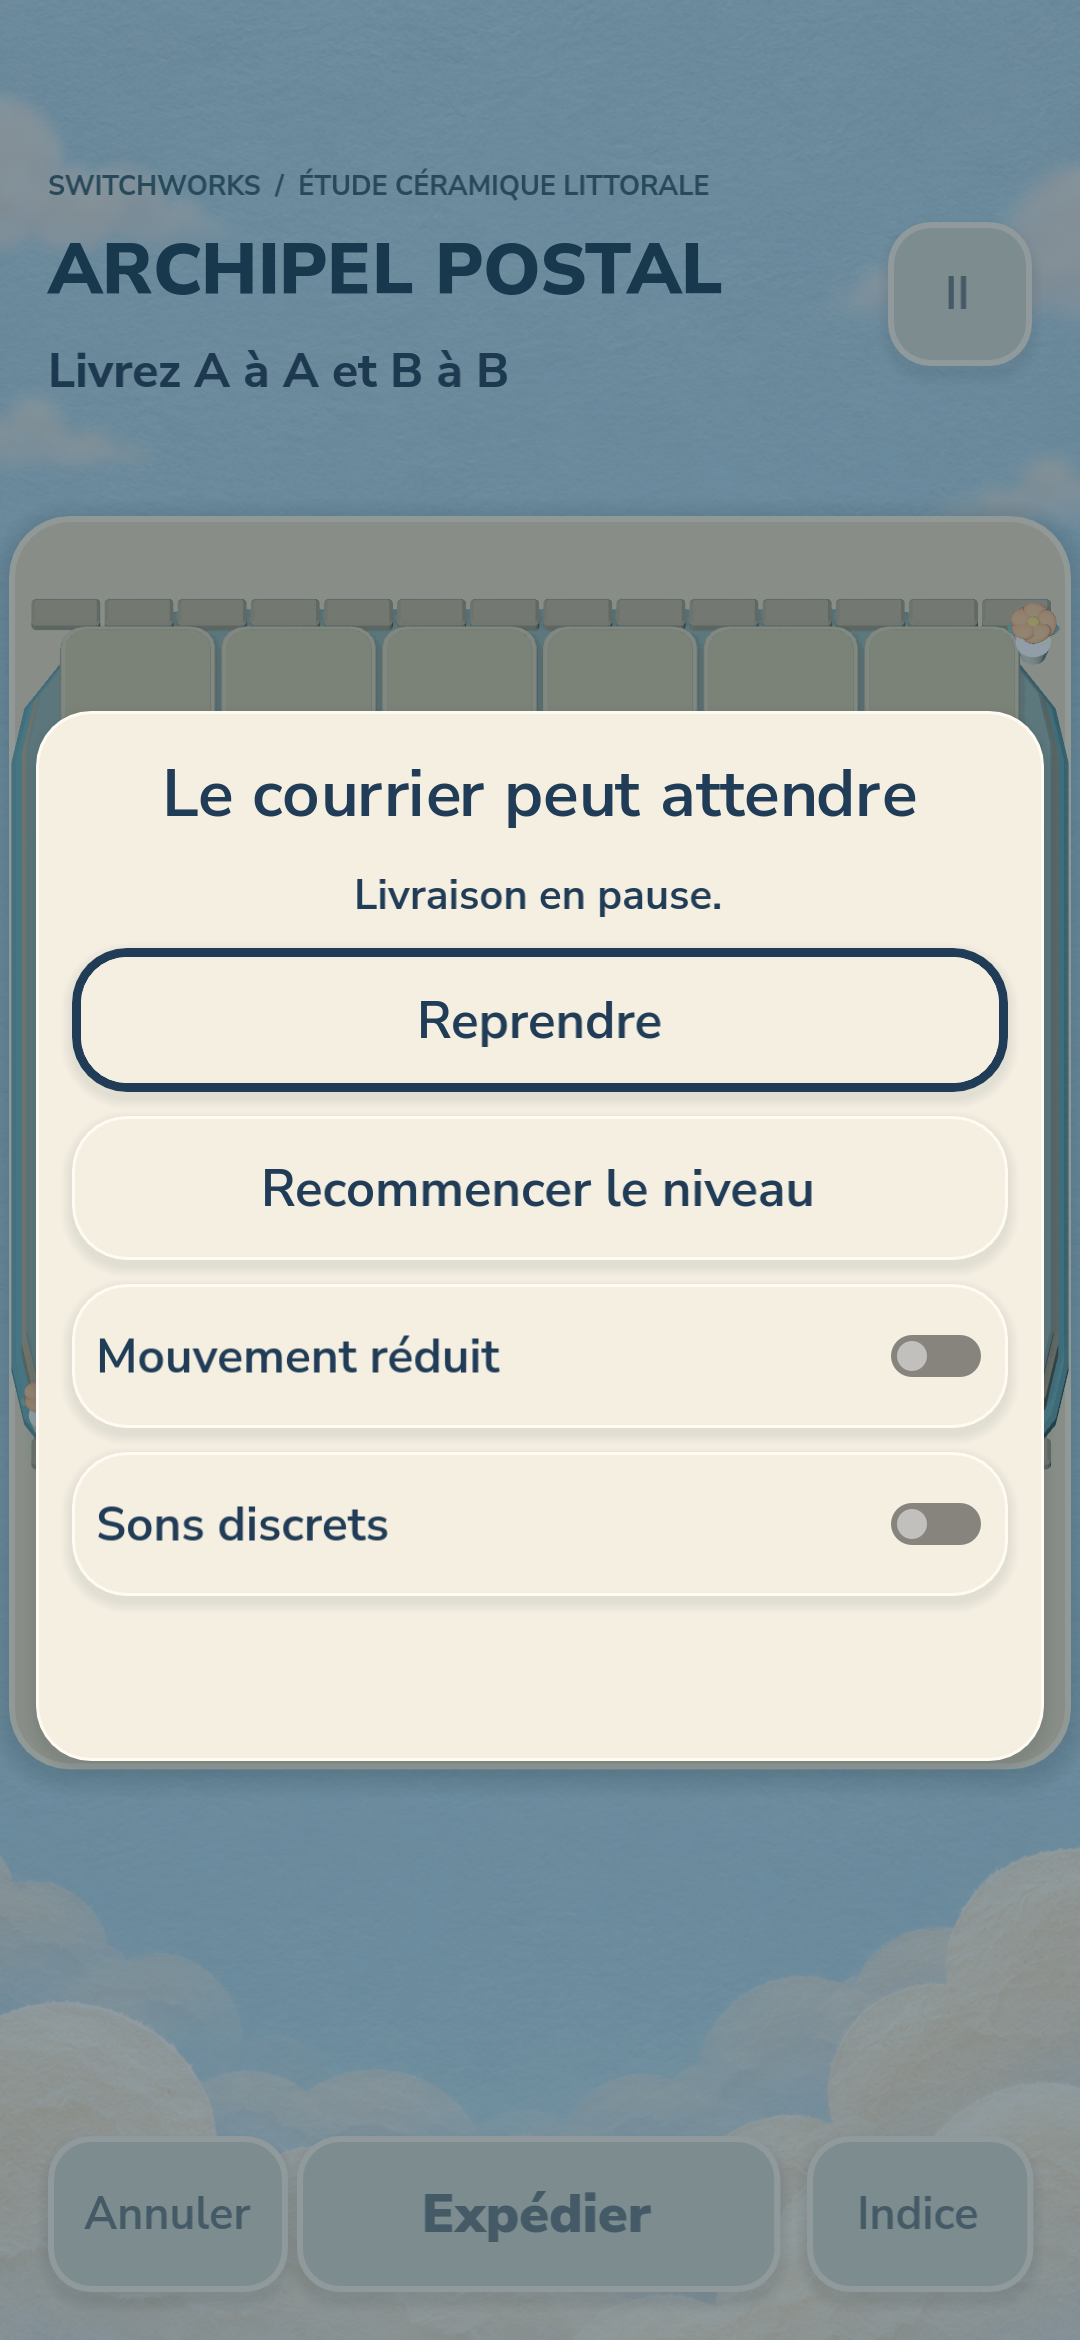 SWITCHWORKS / ÉTUDE CÉRAMIQUE LITTORALE
ARCHIPEL POSTAL
Livrez A à A et B à B
Le courrier peut attendre
Livraison en pause.
Reprendre
Recommencer le niveau
Mouvement réduit
Sons discrets
Annuler
Expédier
Indice